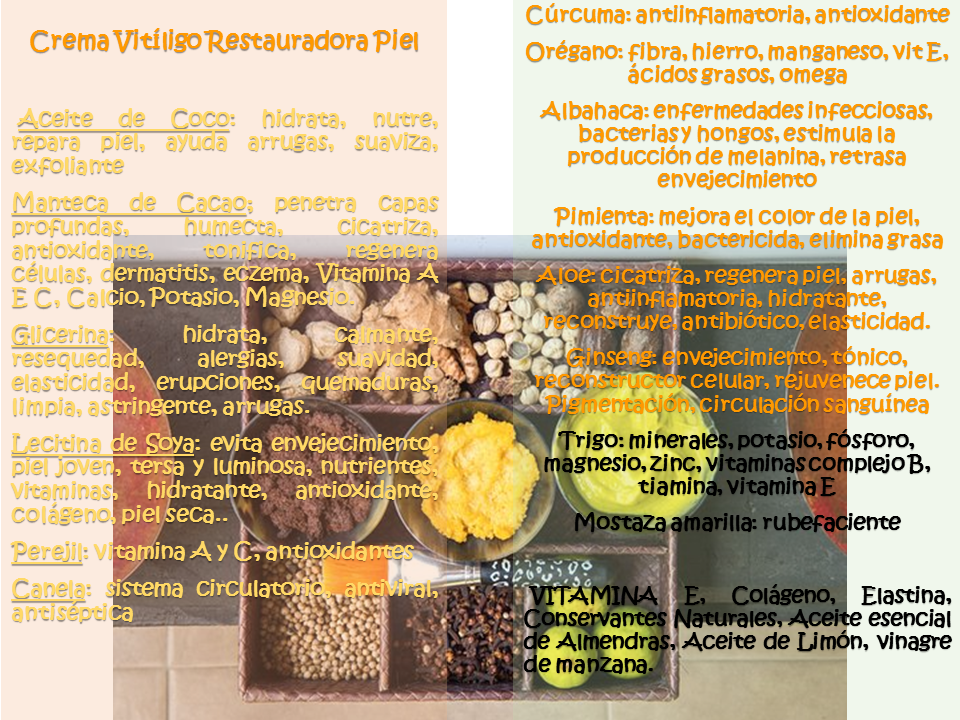 Crema Vitíligo Restauradora Piel
Aceite de Coco: hidrata, nutre,
repara piel, ayuda arrugas, suaviza,
exfoliante
Manteca de Cacao; penetra capas
profundas, humecta, cicatriza,
antioxidante, tonifica, regenera
células, dermatitis, eczema, Vitamina A
E C, Calcio, Potasio, Magnesio.
Glicerina: hidrata, calmante,
resequedad, alergias, suavidad,
elasticidad, erupciones, quemaduras,
limpia, astringente, arrugas.
Lecitina de Soya: evita envejecimiento,
piel joven, tersa y luminosa, nutrientes,
vitaminas, hidratante, antioxidante,
colágeno, piel seca..
Perejil: vitamina A y C, antioxidantes
Canela: sistema circulatorio, antiviral,
antiséptica
Cúrcuma: antiinflamatoria, antioxidante
Orégano: fibra, hierro, manganeso, vit E,
ácidos grasos, omega
Albahaca: enfermedades infecciosas,
bacterias y hongos, estimula la
producción de melanina, retrasa
envejecimiento
Pimienta: mejora el color de la piel,
antioxidante, bactericida, elimina grasa
Aloe: cicatriza, regenera piel, arrugas,
antiinflamatoria, hidratante,
reconstruye, antibiótico, elasticidad.
Ginseng: envejecimiento, tónico,
reconstructor celular, rejuvenece piel.
Pigmentación, circulación sanguínea
Trigo: minerales, potasio, fósforo,
magnesio, zinc, vitaminas complejo B,
tiamina, vitamina E
Mostaza amarilla: rubefaciente
VITAMINA E, Colágeno, Elastina,
Conservantes Naturales, Aceite esencial
de Almendras, Aceite de Limón, vinagre
de manzana.